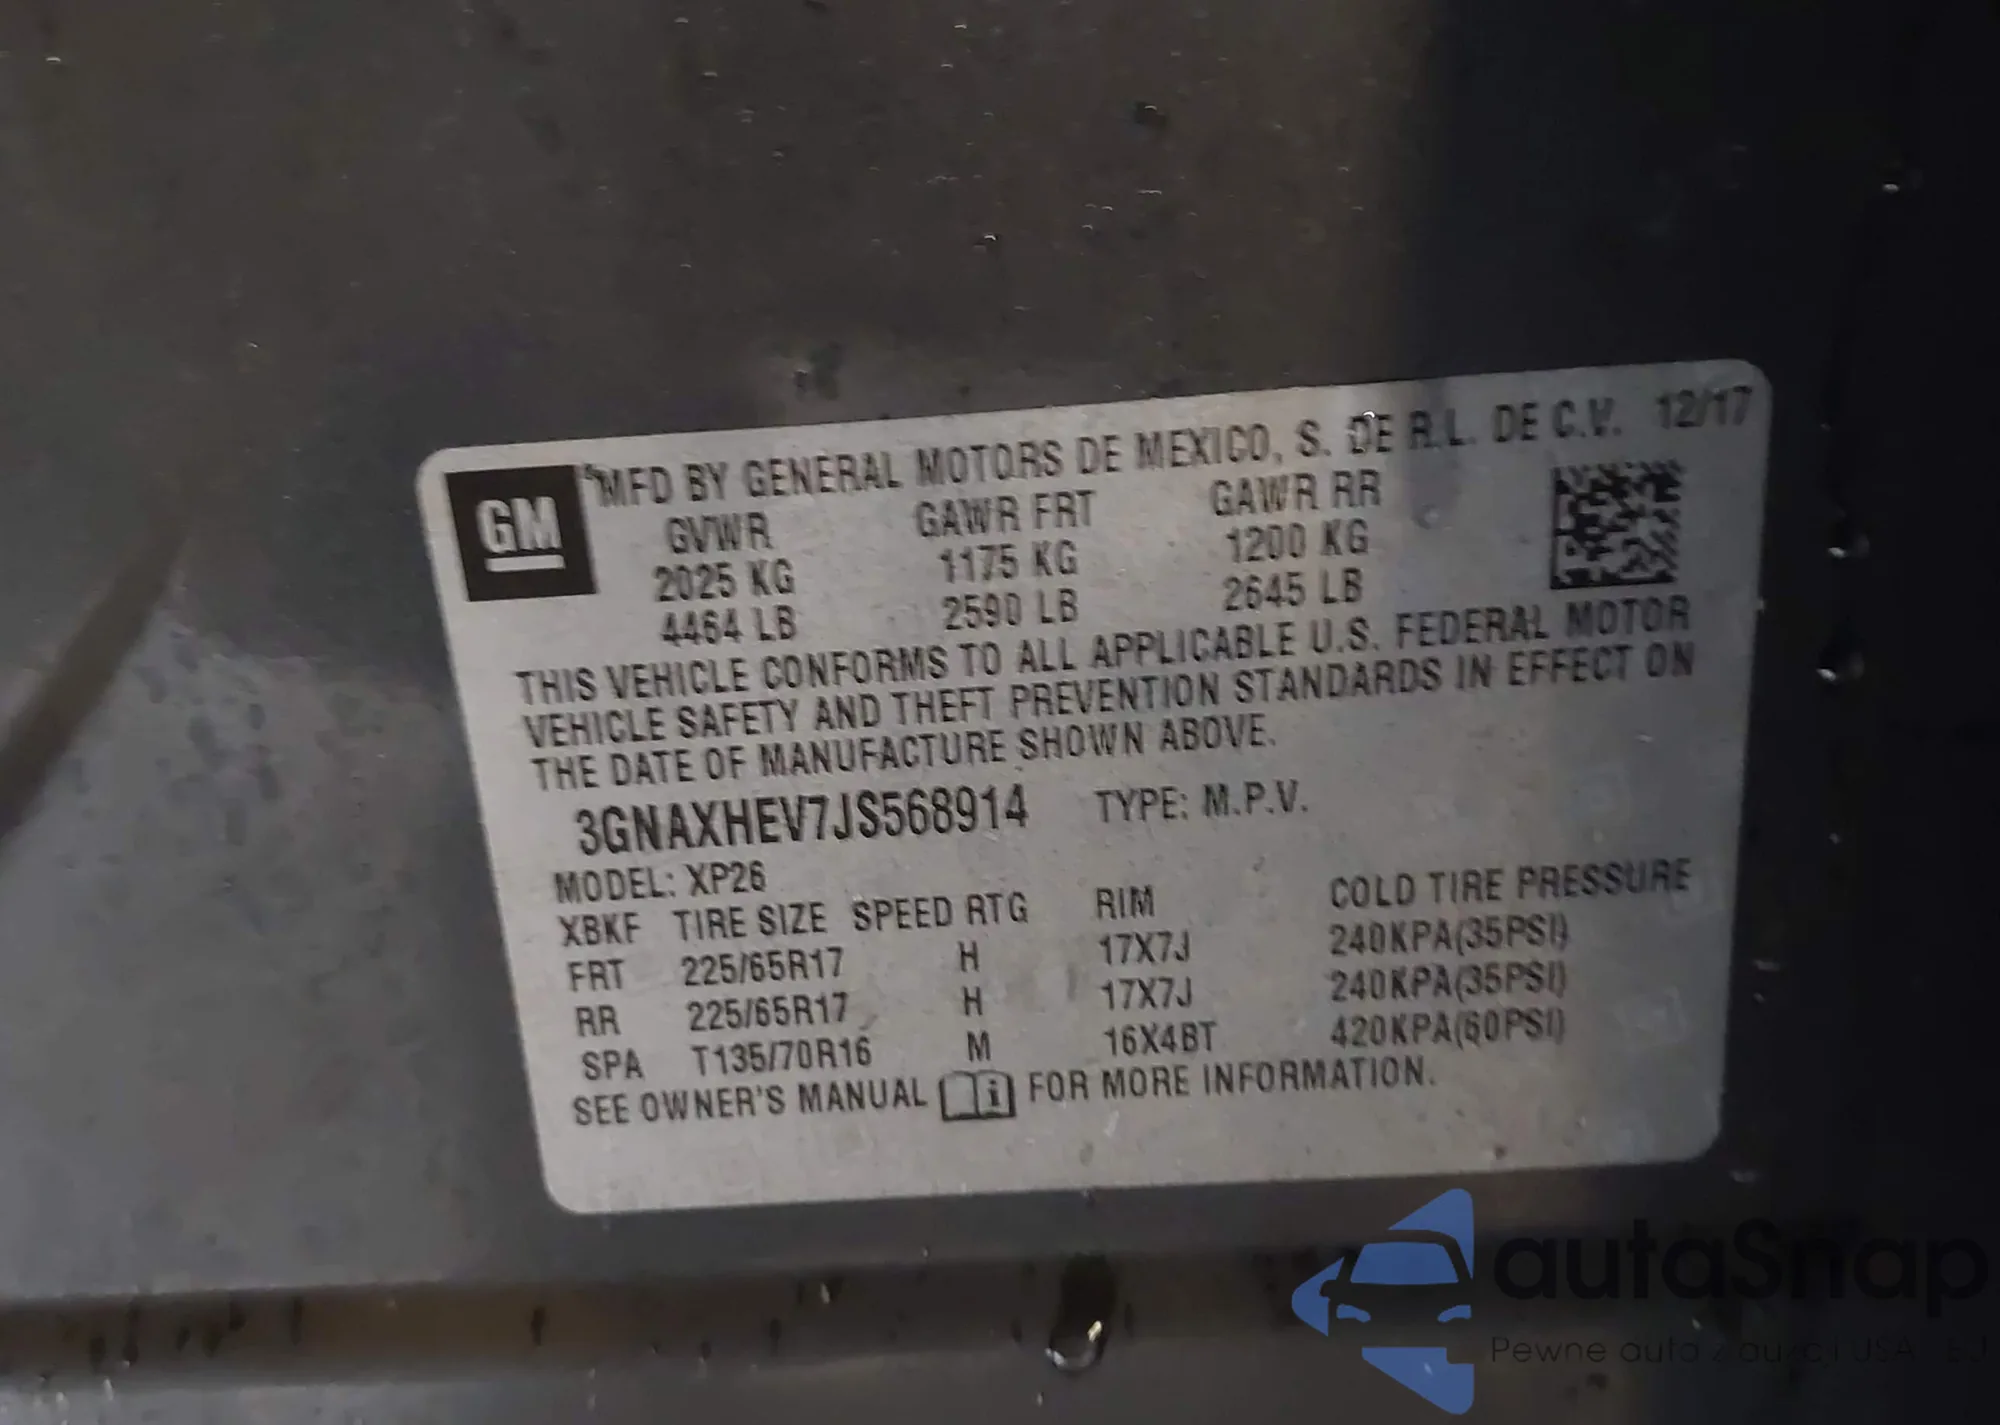 GM
MFD BY GENERAL MOTORS DE MEXICO, S. DE R.L. DE C.V. 12/17
GVWR GAWR FRT GAWR RR
2025 KG 1175 KG 1200 KG
4464 LB 2590 LB 2645 LB
THIS VEHICLE CONFORMS TO ALL APPLICABLE U.S. FEDERAL MOTOR
VEHICLE SAFETY AND THEFT PREVENTION STANDARDS IN EFFECT ON
THE DATE OF MANUFACTURE SHOWN ABOVE.
3GNAXHEV7JS568914 TYPE: M.P.V.
MODEL: XP26
XBKF TIRE SIZE SPEED RTG RIM COLD TIRE PRESSURE
FRT 225/65R17 H 17X7J 240KPA(35PSI)
RR 225/65R17 H 17X7J 240KPA(35PSI)
SPA T135/70R16 M 16X4BT 420KPA(60PSI)
SEE OWNER'S MANUAL FOR MORE INFORMATION.
autaSnap
Pewne auta z aukcji USA